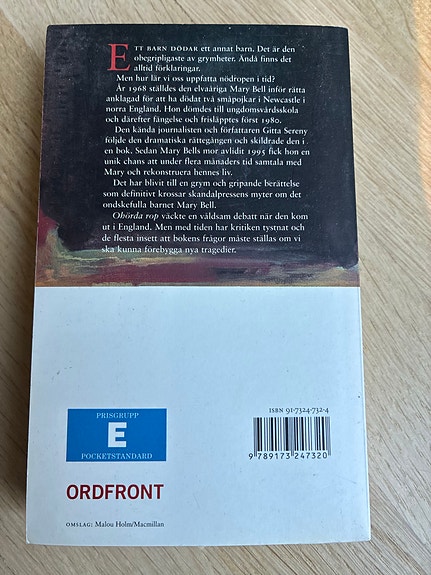 ETT BARN DÖDAR ett annat barn. Det är den
obegripligaste av grymheter. Ändå finns det
alltid förklaringar.
Men hur lär vi oss uppfatta nödropen i tid?
År 1968 ställdes den elvaåriga Mary Bell inför rätta
anklagad för att ha dödat två småpojkar i Newcastle i
norra England. Hon dömdes till ungdomsvårdsskola
och därefter fängelse och frisläpptes först 1980.
Den kända journalisten och författaren Gitta Sereny
följde den dramatiska rättegången och skildrade den i
en bok. Sedan Mary Bells mor avlidit 1995 fick hon en
unik chans att under flera månaders tid samtala med
Mary och rekonstruera hennes liv.
Det har blivit till en grym och gripande berättelse
som definitivt krossar skandalpressens myter om det
ondskefulla barnet Mary Bell.
Ohörda rop väckte en våldsam debatt när den kom
ut i England. Men med tiden har kritiken tystnat och
de flesta insett att bokens frågor måste ställas om vi
ska kunna förebygga nya tragedier.
ISBN 91-7324-732-4
9 789173 247320
PRISGRUPP
E
POCKETSTANDARD
ORDFRONT
OMSLAG: Malou Holm/Macmillan